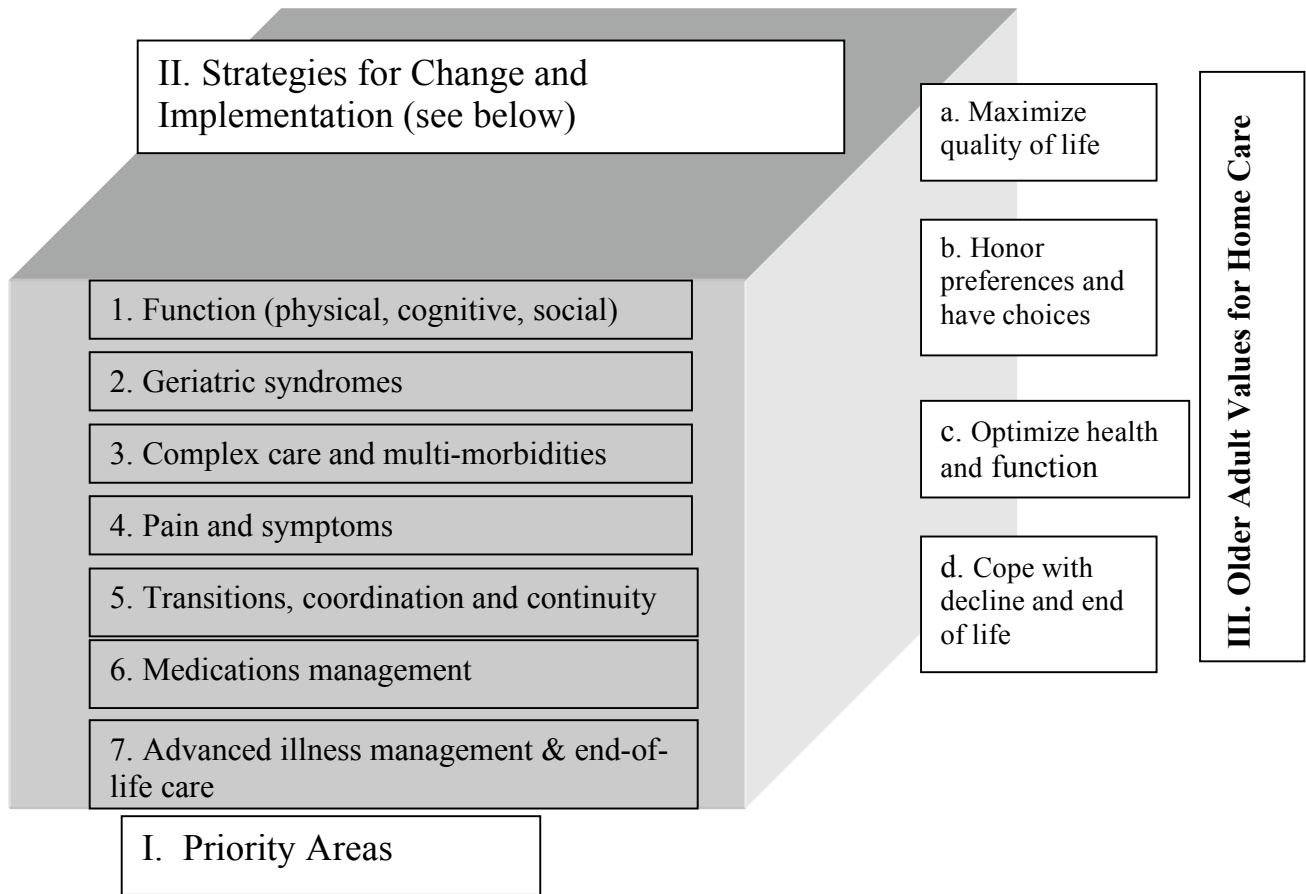 II. Strategies for Change and
Implementation (see below)
1. Function (physical, cognitive, social)
2. Geriatric syndromes
3. Complex care and multi-morbidities
4. Pain and symptoms
5. Transitions, coordination and continuity
6. Medications management
7. Advanced illness management & end-of-
life care
I. Priority Areas
a. Maximize
quality of life
b. Honor
preferences and
have choices
c. Optimize health
and function
d. Cope with
decline and end
of life
III. Older Adult Values for Home Care